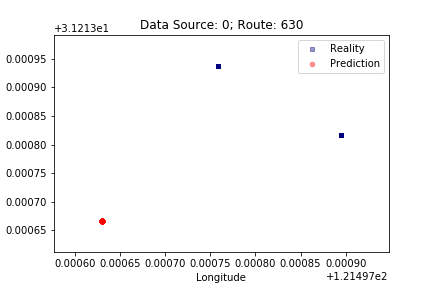 +3.1213e1
Data Source: 0; Route: 630
Reality
Prediction
0.00095
0.00090
0.00085
0.00080
0.00075
0.00070
0.00065
0.00060 0.00065 0.00070 0.00075 0.00080 0.00085 0.00090
Longitude
+1.21497e2